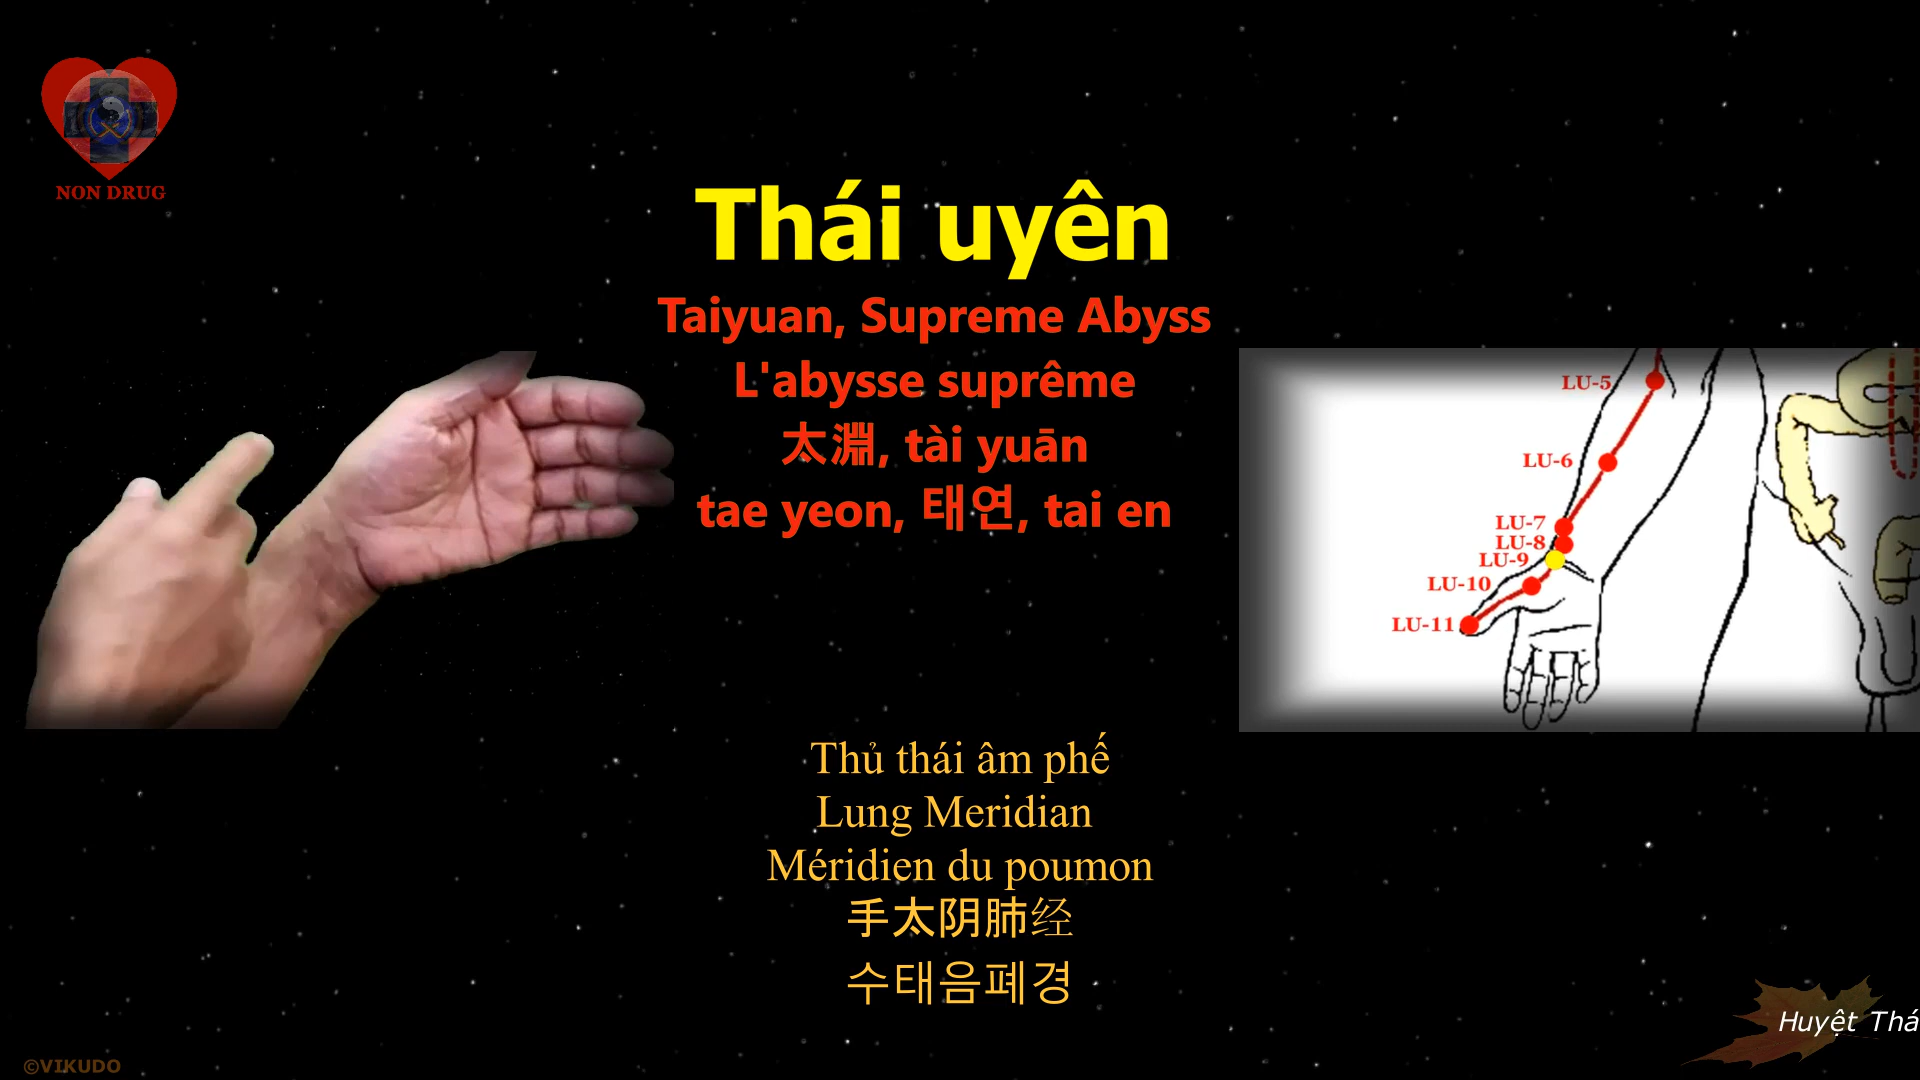 NON DRUG
Thái uyên
Taiyuan, Supreme Abyss
L'abysse suprême
太淵, tài yuān
tae yeon, 태연, tai en
LU-5
LU-6
LU-7
LU-8
LU-9
LU-10
LU-11
Thủ thái âm phế
Lung Meridian
Méridien du poumon
手太阴肺经
수태음폐경
Huyệt Thá
©VIKUDO